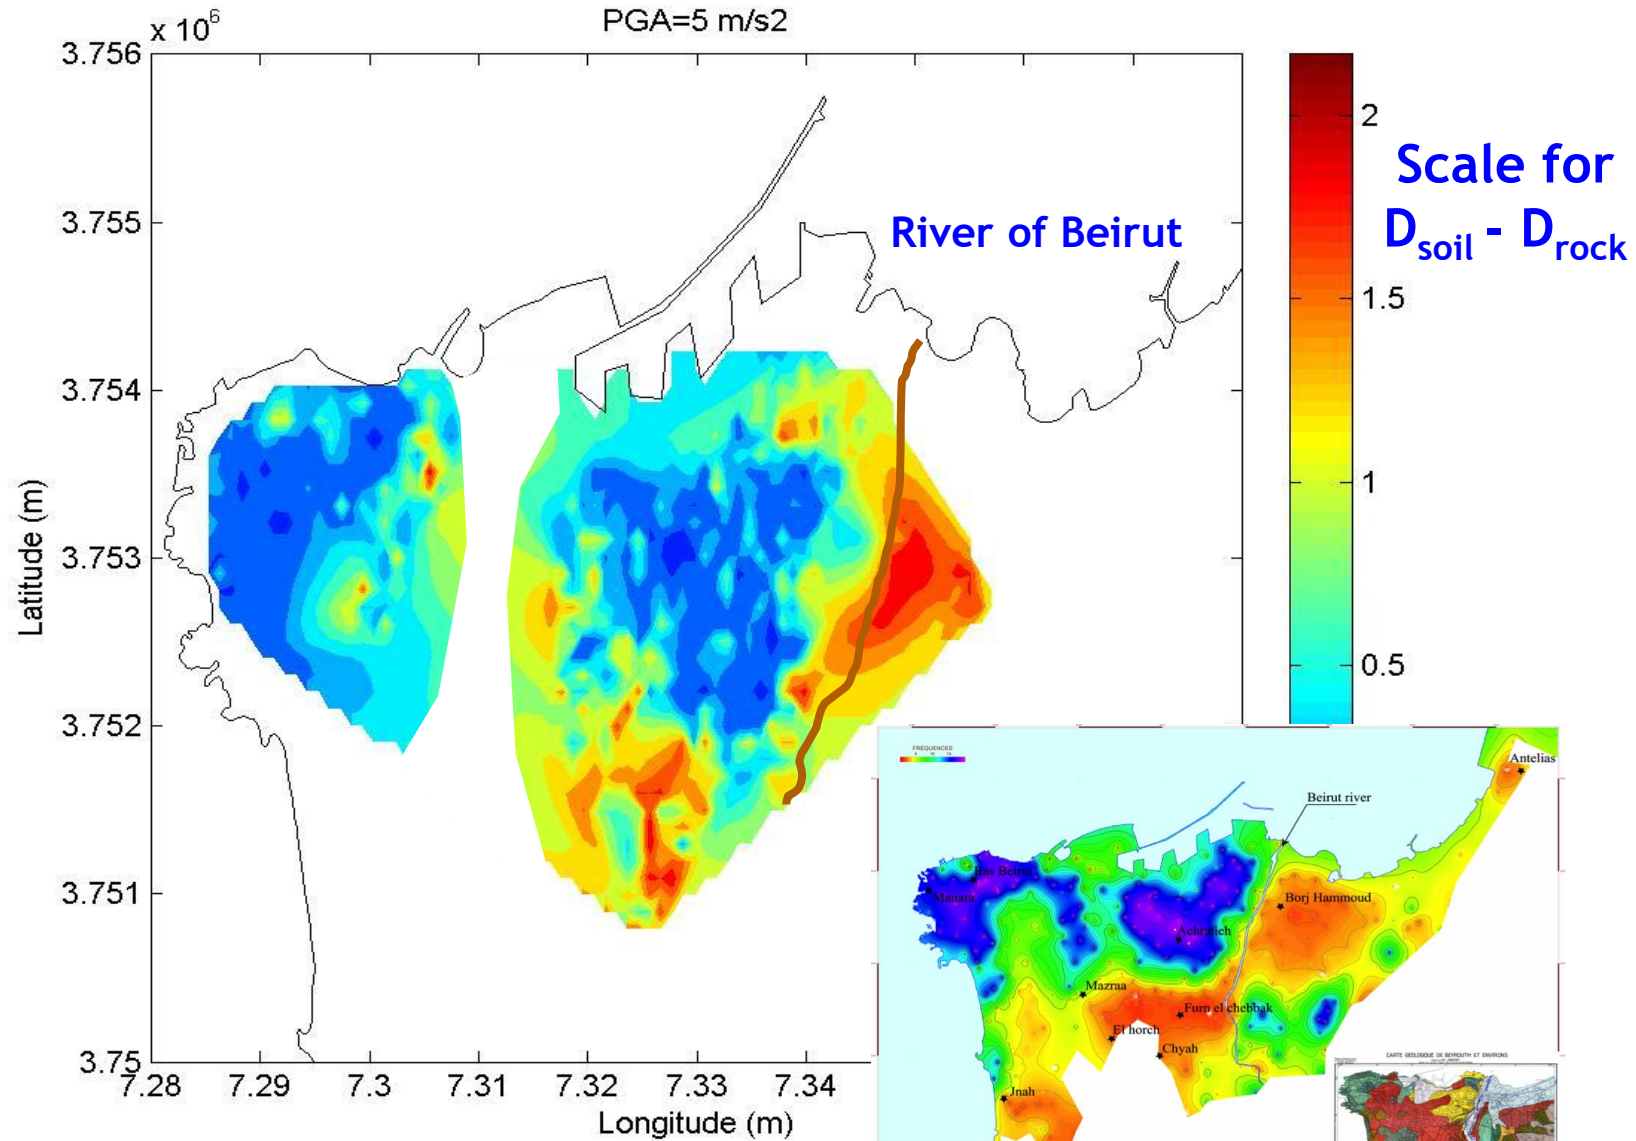 PGA=5 m/s2
x 10^6
3.756
3.755
3.754
3.753
3.752
3.751
3.75
Latitude (m)
7.28
7.29
7.3
7.31
7.32
7.33
7.34
Longitude (m)
River of Beirut
2
1.5
1
0.5
Scale for
D_soil - D_rock
FREQUENCES
Antelias
Beirut river
Ras Beirut
Manara
Borj Hammoud
Achrafieh
Mazraa
Furn el chebbak
El horch
Chyah
Jnah
CARTE GEOLOGIQUE DE BEYROUTH ET ENVIRONS